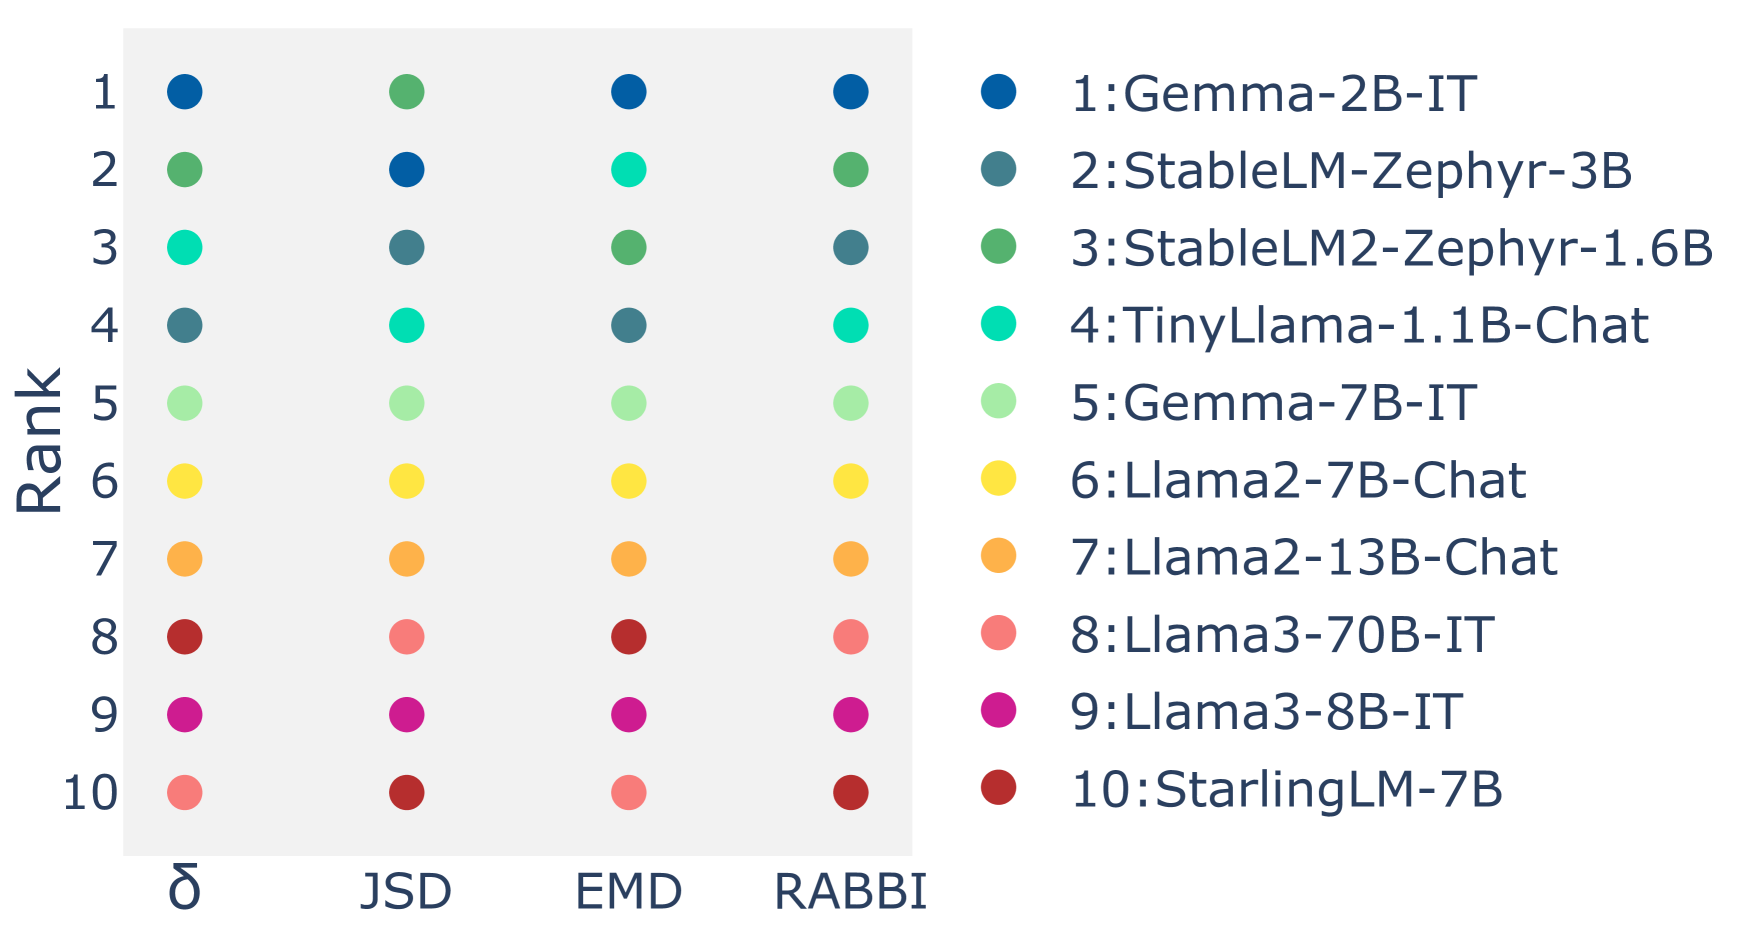 Rank
1
2
3
4
5
6
7
8
9
10
δ JSD EMD RABBI
1:Gemma-2B-IT
2:StableLM-Zephyr-3B
3:StableLM2-Zephyr-1.6B
4:TinyLlama-1.1B-Chat
5:Gemma-7B-IT
6:Llama2-7B-Chat
7:Llama2-13B-Chat
8:Llama3-70B-IT
9:Llama3-8B-IT
10:StarlingLM-7B